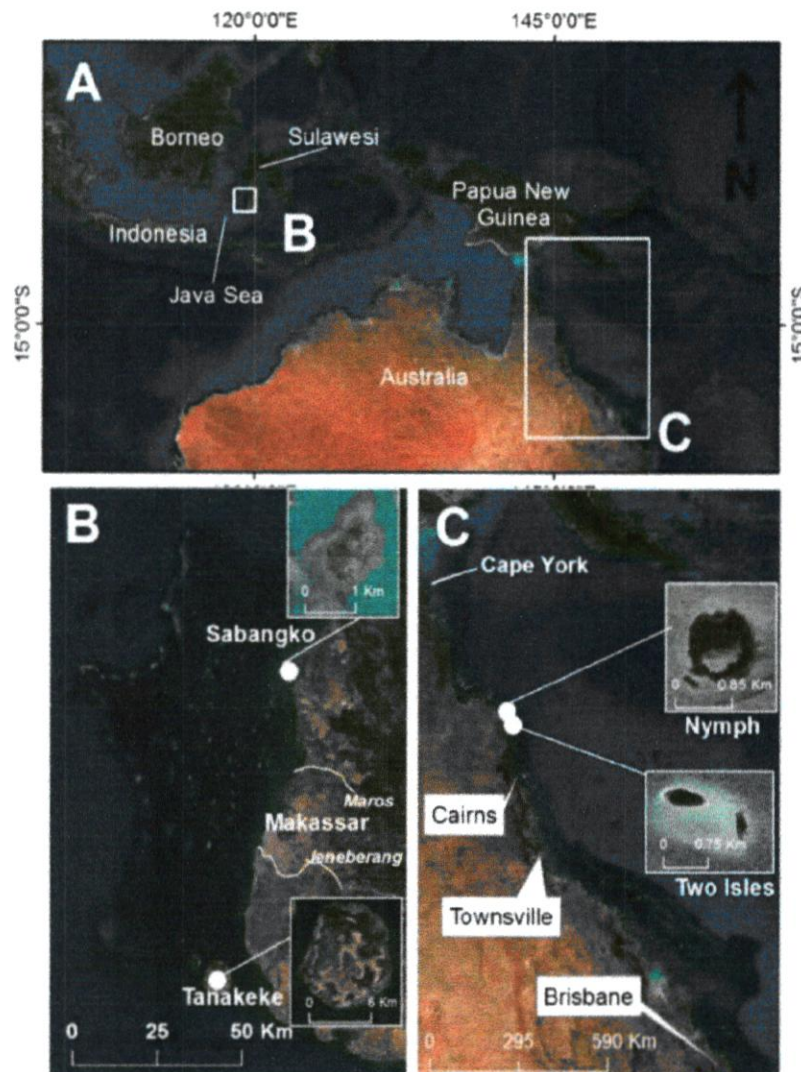 120°0'0"E 145°0'0"E
A
N
Borneo
Sulawesi
Papua New
Guinea
Indonesia
B
Java Sea
15°0'0"S
15°0'0"S
Australia
C
B
0 1 Km
Sabangko
Maros
Makassar
Jeneberang
Tanakeke
0 6 Km
0 25 50 Km
C
Cape York
0 0.85 Km
Nymph
Cairns
0 0.75 Km
Two Isles
Townsville
Brisbane
0 295 590 Km